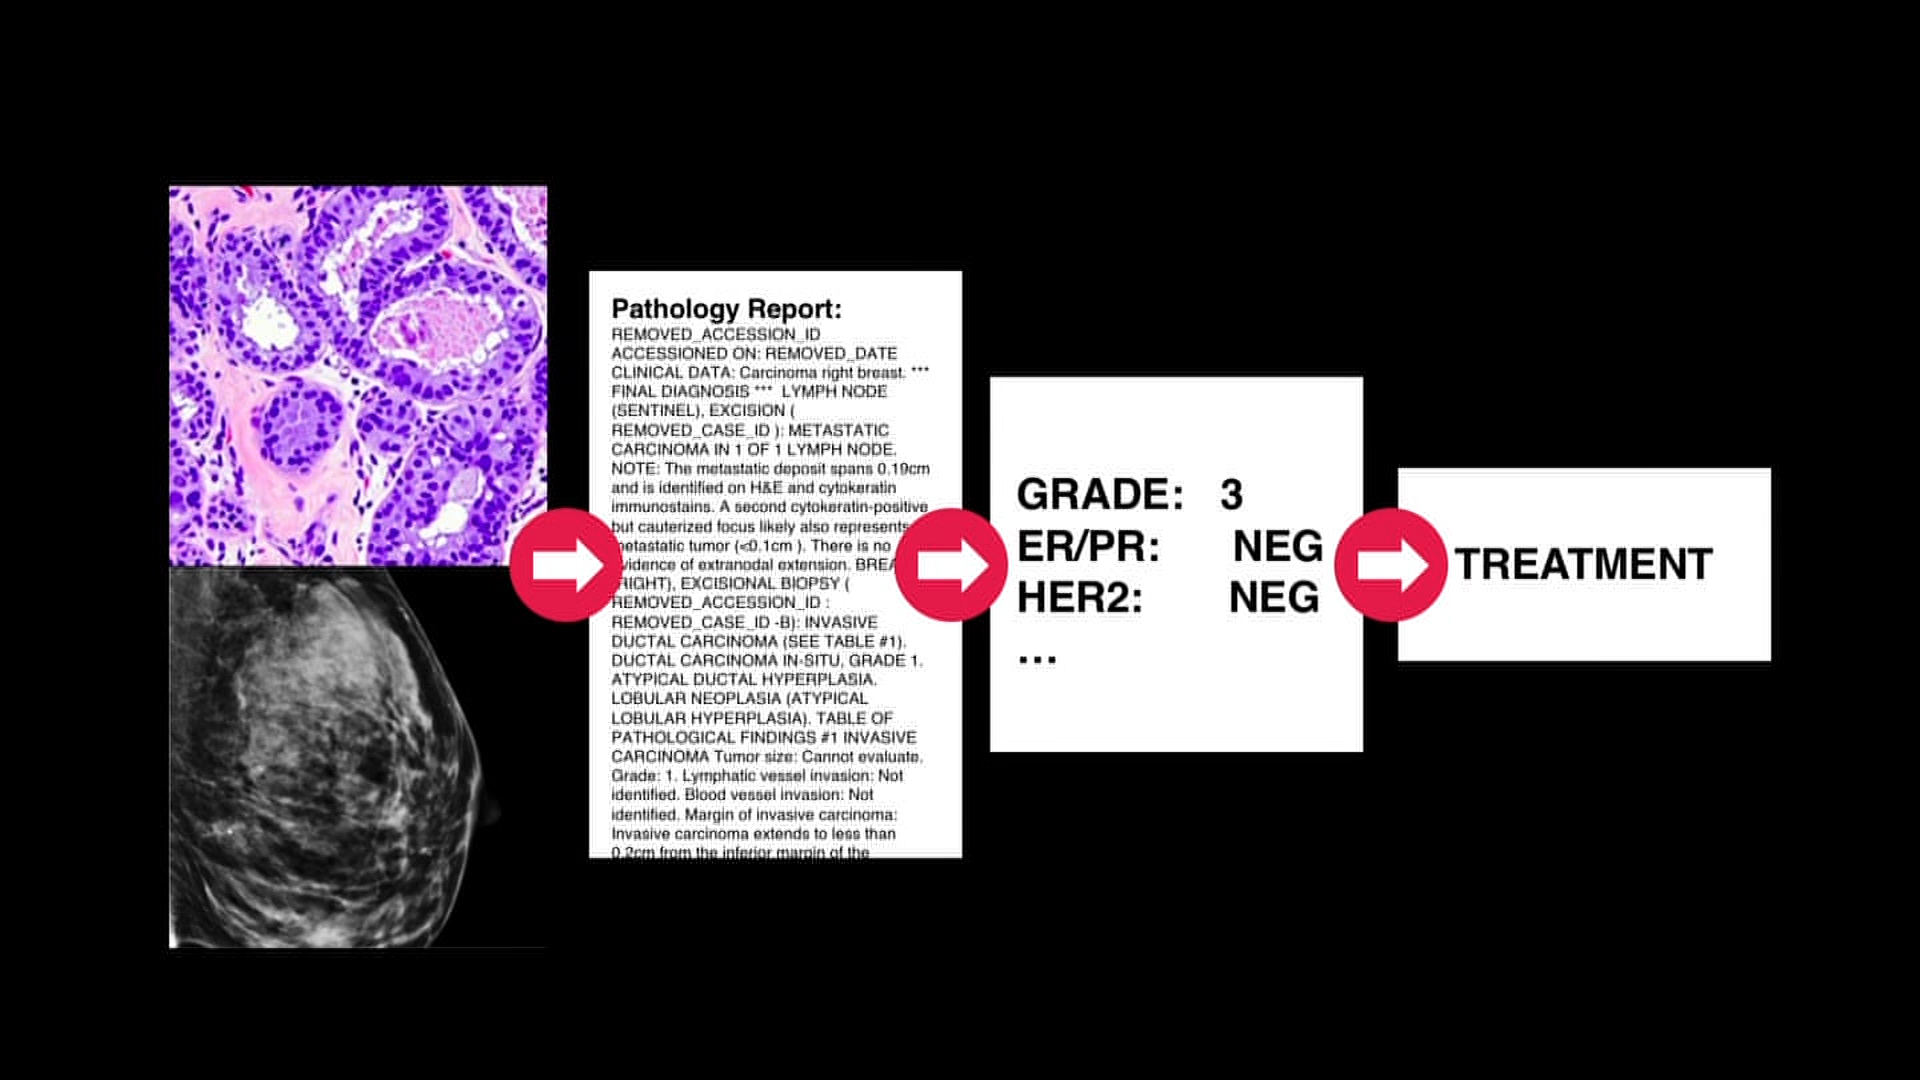 Pathology Report:
REMOVED_ACCESSION_ID
ACCESSIONED ON: REMOVED_DATE
CLINICAL DATA: Carcinoma right breast. ***
FINAL DIAGNOSIS *** LYMPH NODE
(SENTINEL), EXCISION (
REMOVED_CASE_ID ): METASTATIC
CARCINOMA IN 1 OF 1 LYMPH NODE.
NOTE: The metastatic deposit spans 0.19cm
and is identified on H&E and cytokeratin
immunostains. A second cytokeratin-positive
but cauterized focus likely also represents
etastatic tumor (<0.1cm ). There is no
vidence of extranodal extension. BREA
RIGHT), EXCISIONAL BIOPSY (
REMOVED_ACCESSION_ID :
REMOVED_CASE_ID -B): INVASIVE
DUCTAL CARCINOMA (SEE TABLE #1).
DUCTAL CARCINOMA IN-SITU, GRADE 1.
ATYPICAL DUCTAL HYPERPLASIA.
LOBULAR NEOPLASIA (ATYPICAL
LOBULAR HYPERPLASIA). TABLE OF
PATHOLOGICAL FINDINGS #1 INVASIVE
CARCINOMA Tumor size: Cannot evaluate.
Grade: 1. Lymphatic vessel invasion: Not
identified. Blood vessel invasion: Not
identified. Margin of invasive carcinoma:
Invasive carcinoma extends to less than
0.2cm from the inferior margin of the
GRADE: 3
ER/PR: NEG
HER2: NEG
...
TREATMENT